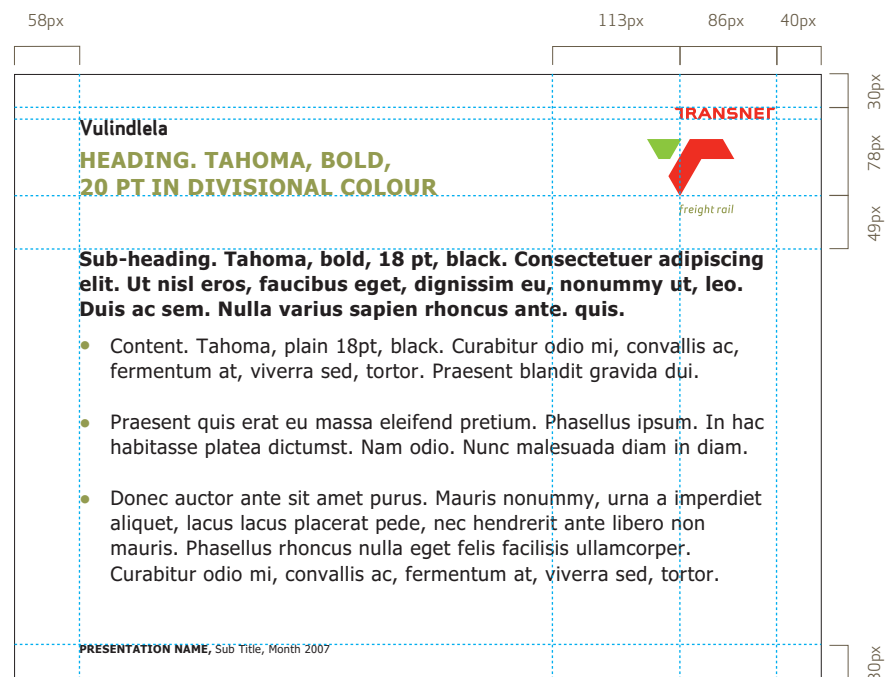 58px
113px 86px 40px
30px
78px
49px
TRANSNET
Vulindlela
HEADING. TAHOMA, BOLD,
20 PT IN DIVISIONAL COLOUR
freight rail
Sub-heading. Tahoma, bold, 18 pt, black. Consectetuer adipiscing
elit. Ut nisl eros, faucibus eget, dignissim eu, nonummy ut, leo.
Duis ac sem. Nulla varius sapien rhoncus ante. quis.
• Content. Tahoma, plain 18pt, black. Curabitur odio mi, convallis ac,
fermentum at, viverra sed, tortor. Praesent blandit gravida dui.
• Praesent quis erat eu massa eleifend pretium. Phasellus ipsum. In hac
habitasse platea dictumst. Nam odio. Nunc malesuada diam in diam.
• Donec auctor ante sit amet purus. Mauris nonummy, urna a imperdiet
aliquet, lacus lacus placerat pede, nec hendrerit ante libero non
mauris. Phasellus rhoncus nulla eget felis facilisis ullamcorper.
Curabitur odio mi, convallis ac, fermentum at, viverra sed, tortor.
PRESENTATION NAME, Sub Title, Month 2007